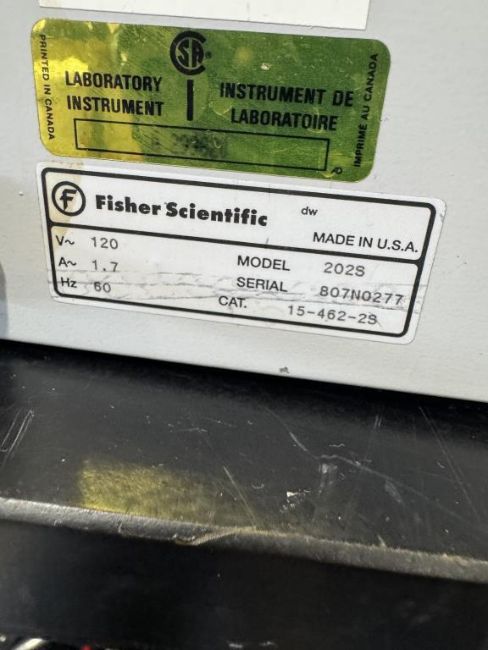 PRINTED IN CANADA
SA
LABORATORY
INSTRUMENT
INSTRUMENT DE
LABORATOIRE
IMPRIMÉ AU CANADA
Fisher Scientific
dw
MADE IN U.S.A.
V~ 120
A~ 1.7
Hz 60
MODEL 202S
SERIAL 807N0277
CAT. 15-462-2S